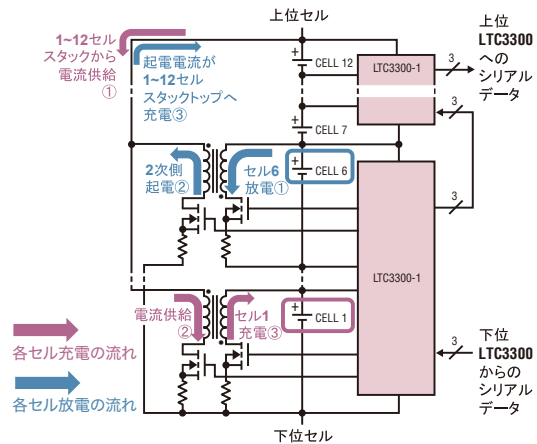 上位セル
1~12セル
スタックから
電流供給
①
起電電流が
1~12セル
スタックトップへ
充電③
+
CELL 12
LTC3300-1
3
上位
LTC3300
への
シリアル
データ
3
+
CELL 7
2次側
起電②
セル6
放電①
+
CELL 6
3
LTC3300-1
電流供給
②
セル1
充電③
+
CELL 1
各セル充電の流れ
各セル放電の流れ
3
下位
LTC3300
からの
シリアル
データ
下位セル